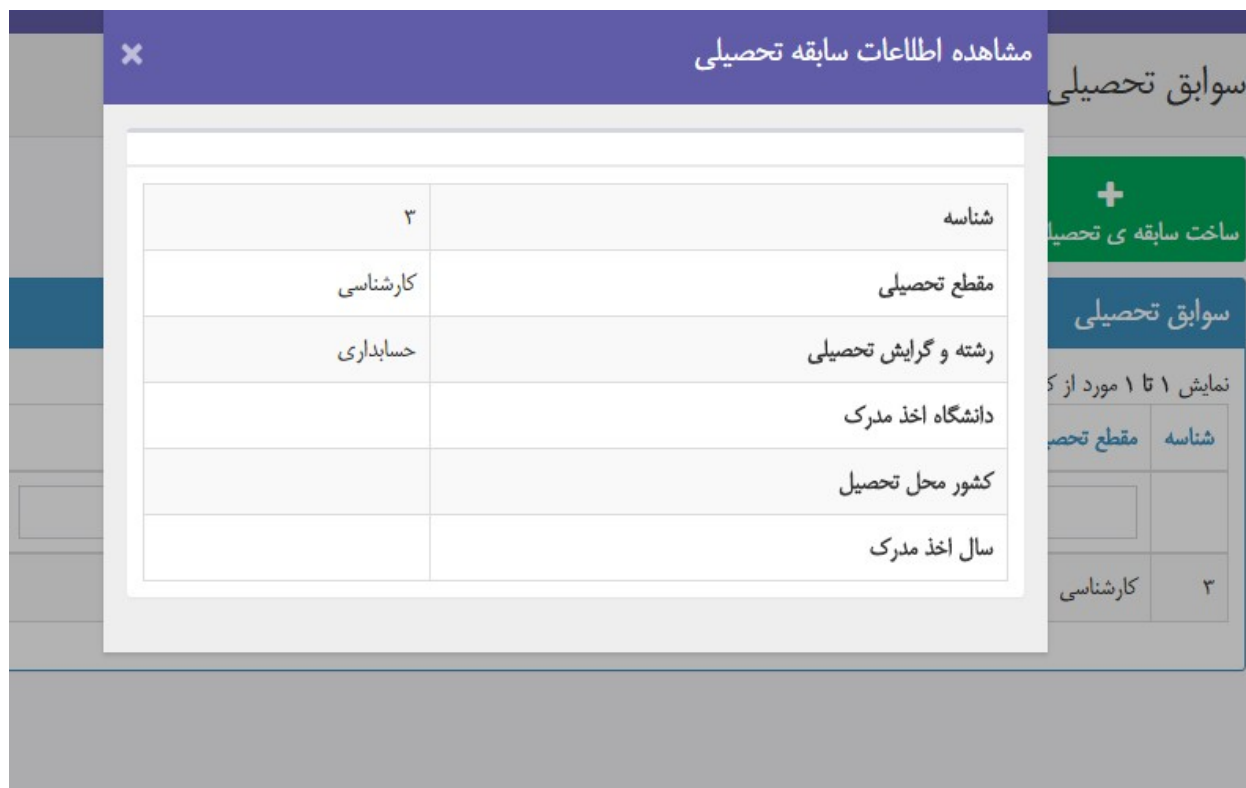 مشاهده اطلاعات سابقه تحصیلی
شناسه ۳
مقطع تحصیلی کارشناسی
رشته و گرایش تحصیلی حسابداری
دانشگاه اخذ مدرک
کشور محل تحصیل
سال اخذ مدرک
سوابق تحصیلی
ساخت سابقه ی
سوابق تحصیلی
نمایش ۱ تا ۱ مورد از
شناسه مقطع
۳ کارشناسی